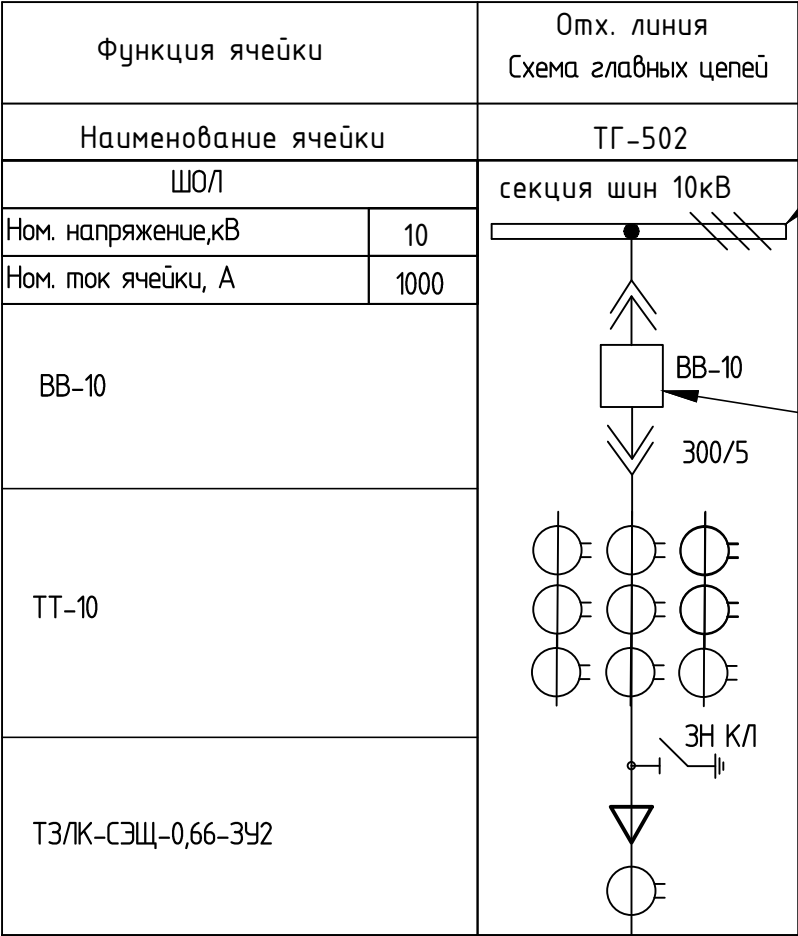 Функция ячейки
Отх. линия
Схема главных цепей
Наименование ячейки
ТГ-502
ШОЛ
секция шин 10кВ
Ном. напряжение,кВ
10
Ном. ток ячейки, А
1000
ВВ-10
ВВ-10
300/5
ТТ-10
ЗН КЛ
ТЗЛК-СЭЩ-0,66-ЗУ2